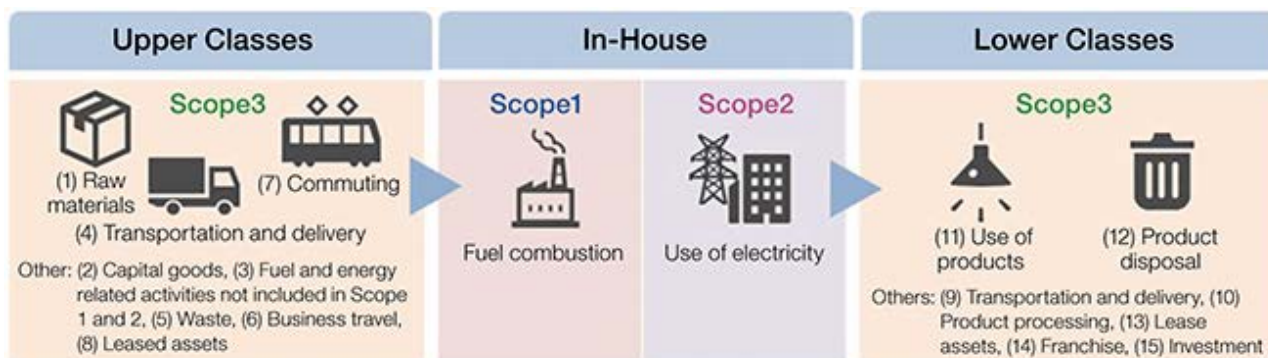 Upper Classes
Scope3
(1) Raw
materials
(7) Commuting
(4) Transportation and delivery
Other: (2) Capital goods, (3) Fuel and energy
related activities not included in Scope
1 and 2, (5) Waste, (6) Business travel,
(8) Leased assets
In-House
Scope1
Fuel combustion
Scope2
Use of electricity
Lower Classes
Scope3
(11) Use of
products
(12) Product
disposal
Others: (9) Transportation and delivery, (10)
Product processing, (13) Lease
assets, (14) Franchise, (15) Investment